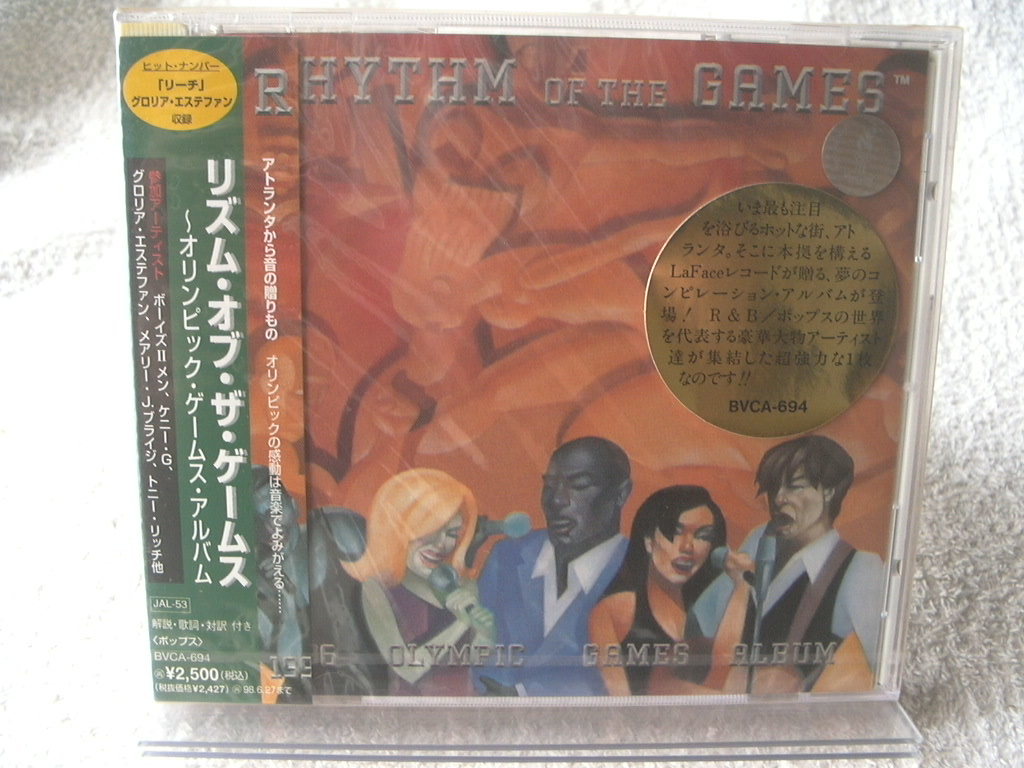 ヒット・ナンバー
「リーチ」
グロリア・エステファン
収録
RHYTHM OF THE GAMES™
アトランタから音の贈りもの オリンピックの感動は音楽でよみがえる……
リズム・オブ・ザ・ゲームス
〜オリンピック・ゲームス・アルバム
参加アーティスト ボーイズⅡメン、ケニー・G、
グロリア・エステファン、メアリー・J.ブライジ、トニー・リッチ他
JAL-53
解説・歌詞・対訳 付き
〈ポップス〉
BVCA-694
¥2,500(税込)
(税抜価格¥2,427) 98.6.27まで
いま最も注目
を浴びるホットな街、アト
ランタ。そこに本拠を構える
LaFaceレコードが贈る、夢のコ
ンピレーション・アルバムが登
場! R&B/ポップスの世界
を代表する豪華大物アーティスト
達が集結した超強力な1枚
なのです!!
BVCA-694
1996 OLYMPIC GAMES ALBUM